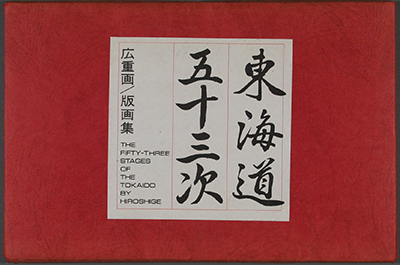 東海道
五十三次
広重画／版画集
THE
FIFTY-THREE
STAGES
OF
THE
TOKAIDO
BY
HIROSHIGE